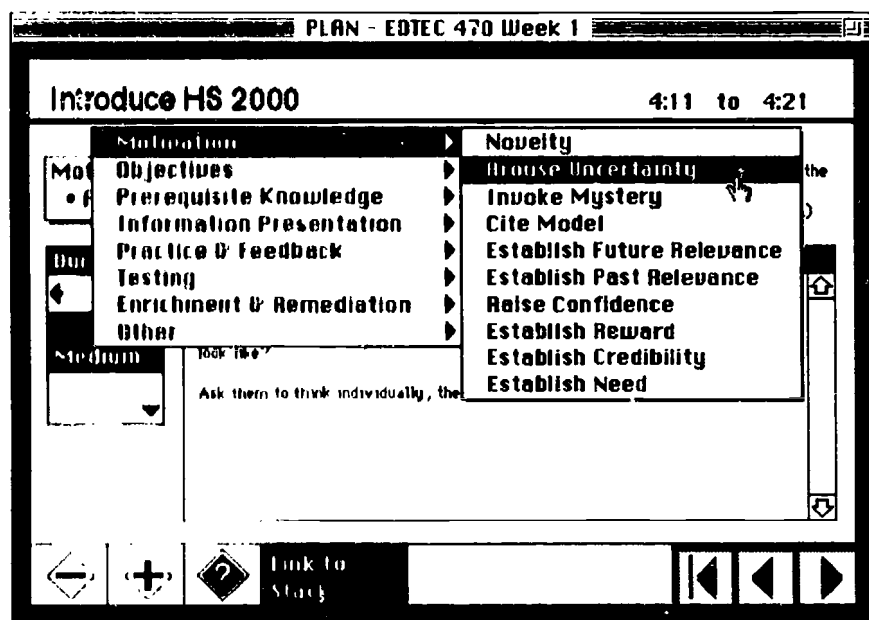 PLAN - EDTEC 470 Week 1
Introduce HS 2000
4:11 to 4:21
Motivation
Objectives
Prerequisite Knowledge
Information Presentation
Practice & Feedback
Testing
Enrichment & Remediation
Other
Novelty
Arouse Uncertainty
Invoke Mystery
Cite Model
Establish Future Relevance
Establish Past Relevance
Raise Confidence
Establish Reward
Establish Credibility
Establish Need
Mot
the
Dur
Medium
look like?
Ask them to think individually, the
?
Link to
Stack